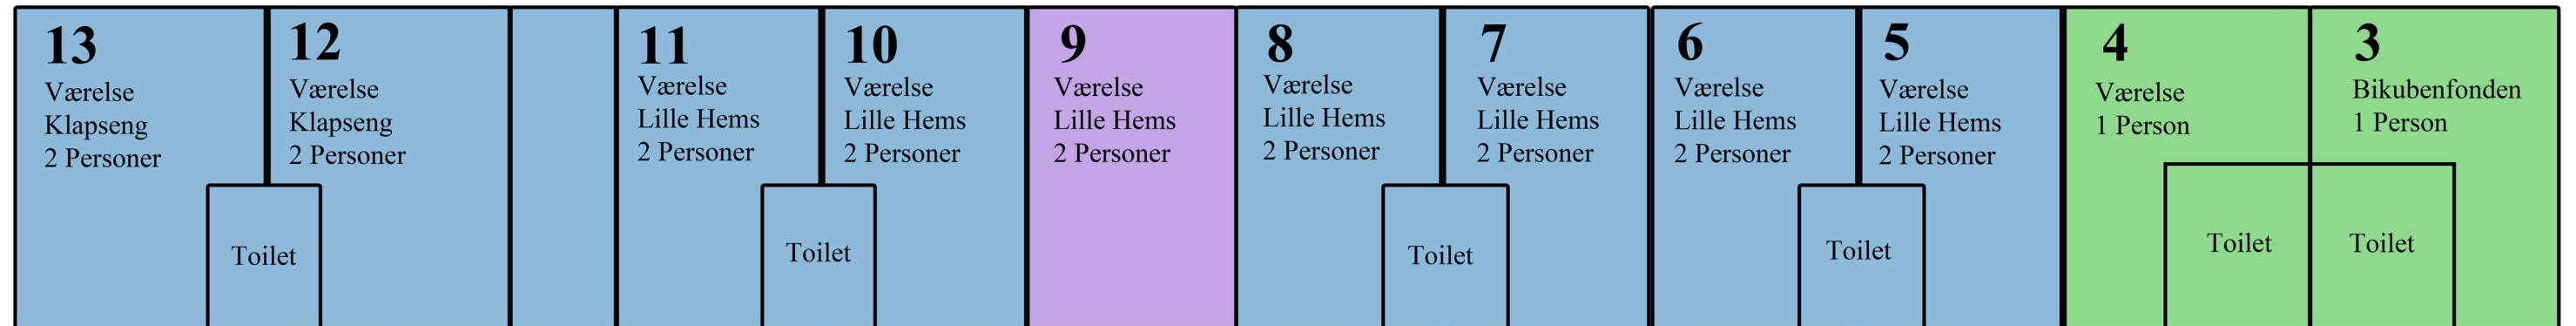 13
Værelse
Klapseng
2 Personer
Toilet
12
Værelse
Klapseng
2 Personer
11
Værelse
Lille Hems
2 Personer
Toilet
10
Værelse
Lille Hems
2 Personer
9
Værelse
Lille Hems
2 Personer
8
Værelse
Lille Hems
2 Personer
Toilet
7
Værelse
Lille Hems
2 Personer
6
Værelse
Lille Hems
2 Personer
Toilet
5
Værelse
Lille Hems
2 Personer
4
Værelse
1 Person
Toilet
3
Bikubenfonden
1 Person
Toilet